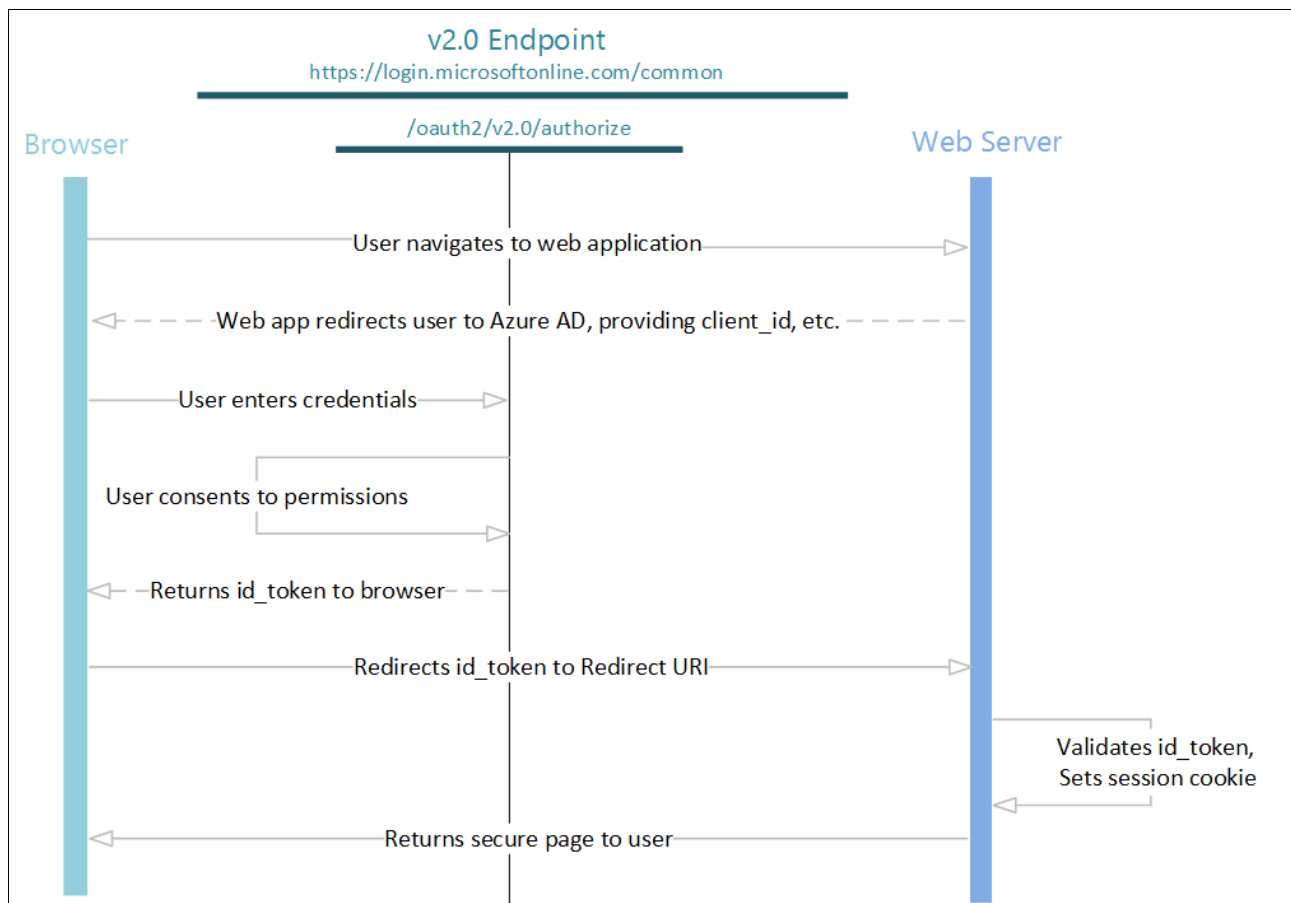 v2.0 Endpoint
https://login.microsoftonline.com/common
/oauth2/v2.0/authorize
Browser
Web Server
User navigates to web application
Web app redirects user to Azure AD, providing client_id, etc.
User enters credentials
User consents to permissions
Returns id_token to browser
Redirects id_token to Redirect URI
Validates id_token,
Sets session cookie
Returns secure page to user